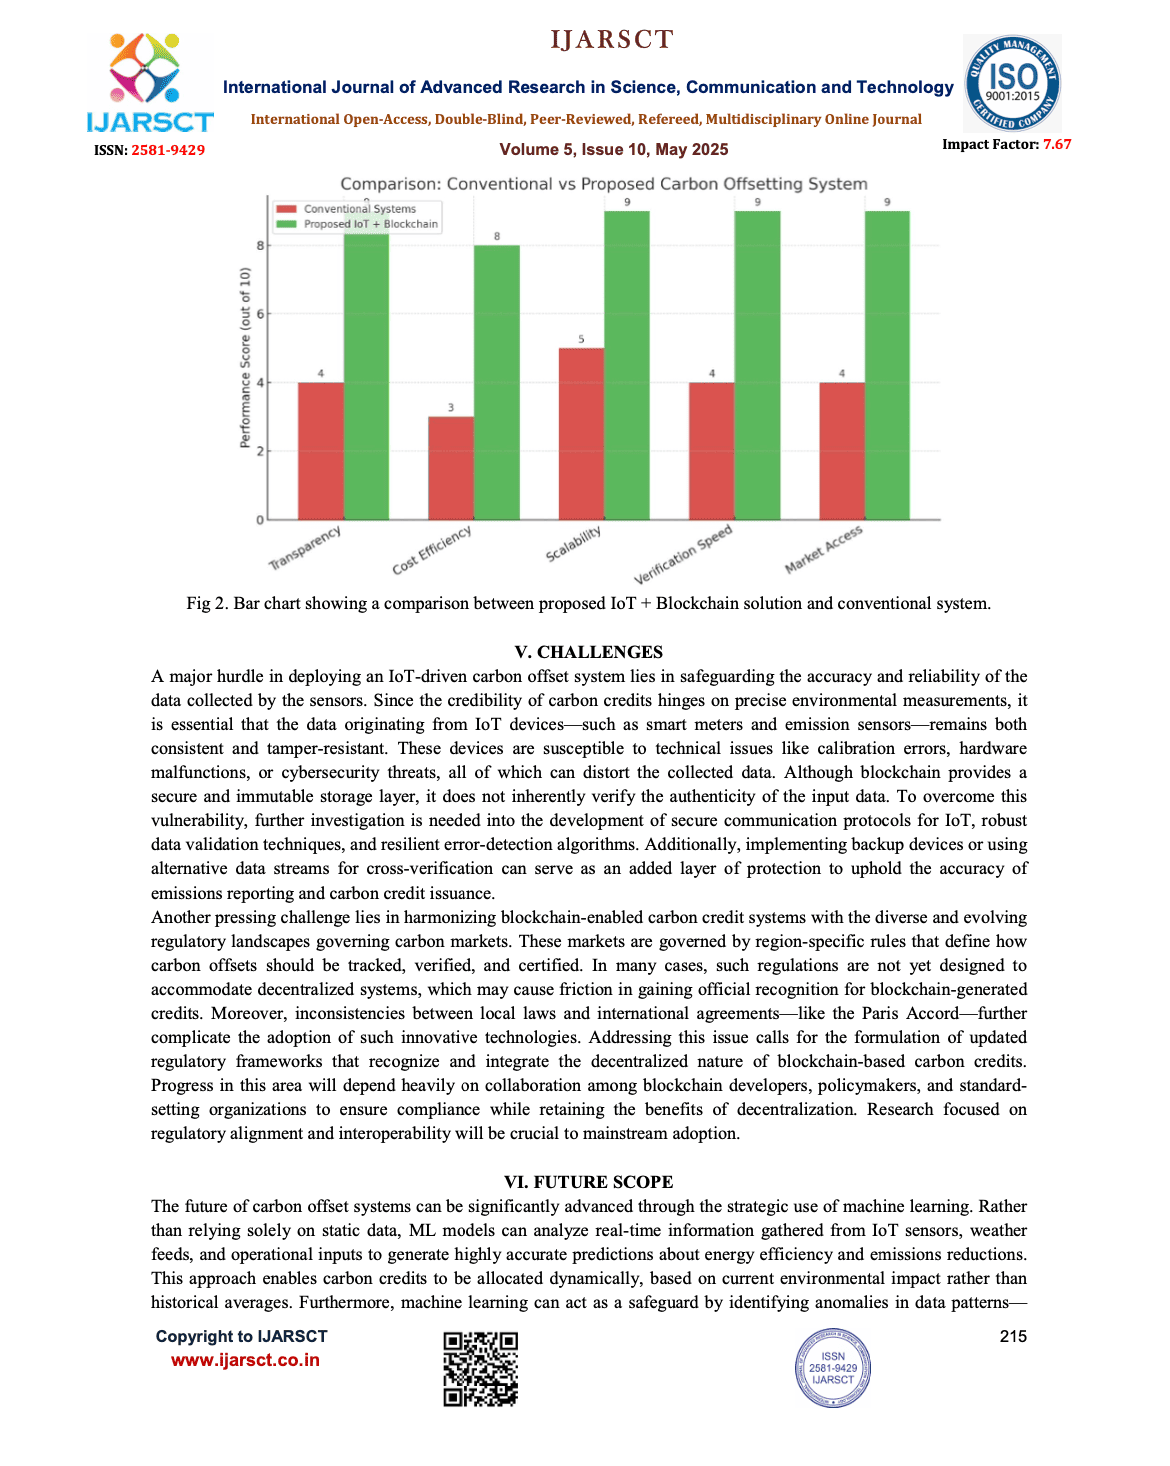 IJARSCT
International Journal of Advanced Research in Science, Communication and Technology
International Open-Access, Double-Blind, Peer-Reviewed, Refereed, Multidisciplinary Online Journal
IJARSCT
ISSN: 2581-9429
Volume 5, Issue 10, May 2025
QUALITY MANAGEMENT
ISO
9001:2015
CERTIFIED COMPANY
Impact Factor: 7.67
Comparison: Conventional vs Proposed Carbon Offsetting System
Conventional Systems
Proposed IoT + Blockchain
Performance Score (out of 10)
8
6
4
2
0
4
9
3
8
5
9
4
9
4
9
Transparency
Cost Efficiency
Scalability
Verification Speed
Market Access
Fig 2. Bar chart showing a comparison between proposed IoT + Blockchain solution and conventional system.
V. CHALLENGES
A major hurdle in deploying an IoT-driven carbon offset system lies in safeguarding the accuracy and reliability of the
data collected by the sensors. Since the credibility of carbon credits hinges on precise environmental measurements, it
is essential that the data originating from IoT devices—such as smart meters and emission sensors—remains both
consistent and tamper-resistant. These devices are susceptible to technical issues like calibration errors, hardware
malfunctions, or cybersecurity threats, all of which can distort the collected data. Although blockchain provides a
secure and immutable storage layer, it does not inherently verify the authenticity of the input data. To overcome this
vulnerability, further investigation is needed into the development of secure communication protocols for IoT, robust
data validation techniques, and resilient error-detection algorithms. Additionally, implementing backup devices or using
alternative data streams for cross-verification can serve as an added layer of protection to uphold the accuracy of
emissions reporting and carbon credit issuance.
Another pressing challenge lies in harmonizing blockchain-enabled carbon credit systems with the diverse and evolving
regulatory landscapes governing carbon markets. These markets are governed by region-specific rules that define how
carbon offsets should be tracked, verified, and certified. In many cases, such regulations are not yet designed to
accommodate decentralized systems, which may cause friction in gaining official recognition for blockchain-generated
credits. Moreover, inconsistencies between local laws and international agreements—like the Paris Accord—further
complicate the adoption of such innovative technologies. Addressing this issue calls for the formulation of updated
regulatory frameworks that recognize and integrate the decentralized nature of blockchain-based carbon credits.
Progress in this area will depend heavily on collaboration among blockchain developers, policymakers, and standard-
setting organizations to ensure compliance while retaining the benefits of decentralization. Research focused on
regulatory alignment and interoperability will be crucial to mainstream adoption.
VI. FUTURE SCOPE
The future of carbon offset systems can be significantly advanced through the strategic use of machine learning. Rather
than relying solely on static data, ML models can analyze real-time information gathered from IoT sensors, weather
feeds, and operational inputs to generate highly accurate predictions about energy efficiency and emissions reductions.
This approach enables carbon credits to be allocated dynamically, based on current environmental impact rather than
historical averages. Furthermore, machine learning can act as a safeguard by identifying anomalies in data patterns—
Copyright to IJARSCT
www.ijarsct.co.in
ISSN
2581-9429
IJARSCT
215